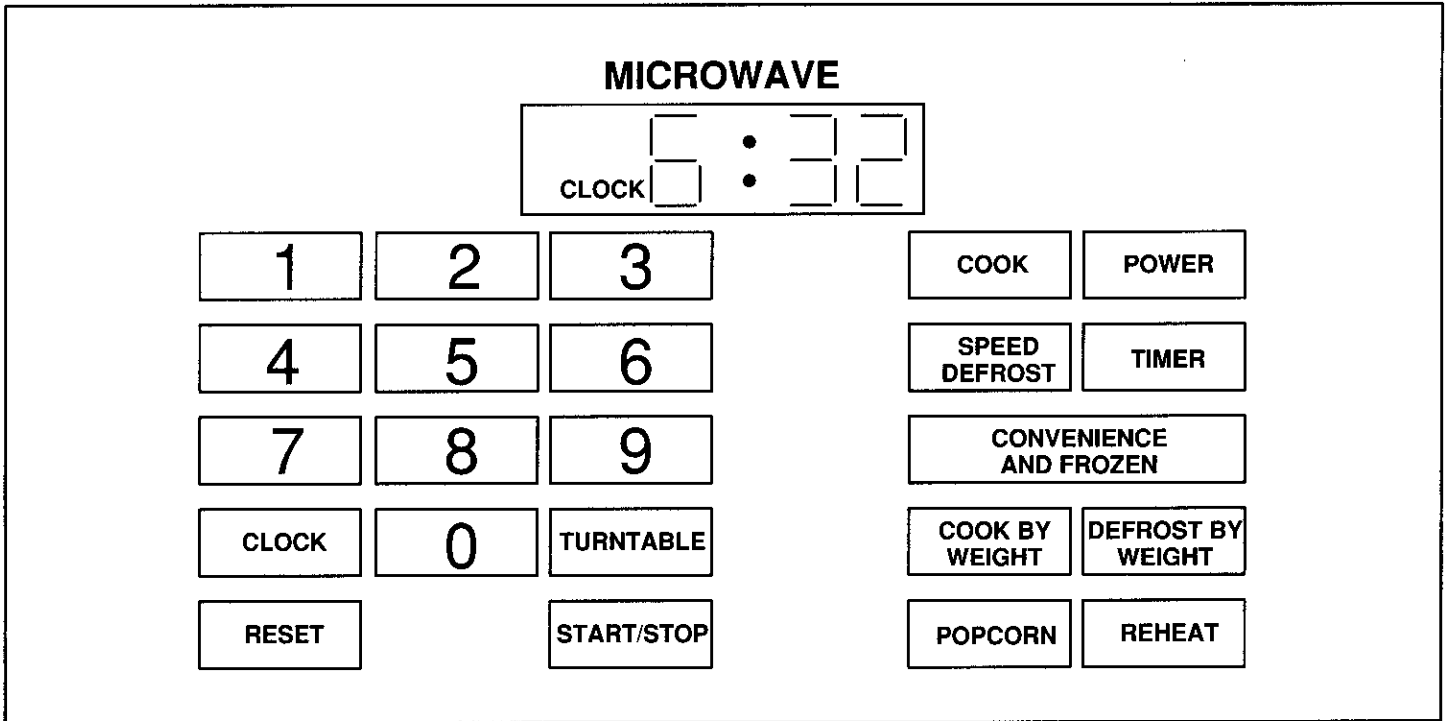 MICROWAVE
CLOCK 6:32
1 2 3 COOK POWER
4 5 6 SPEED DEFROST TIMER
7 8 9 CONVENIENCE AND FROZEN
CLOCK 0 TURNTABLE COOK BY WEIGHT DEFROST BY WEIGHT
RESET START/STOP POPCORN REHEAT